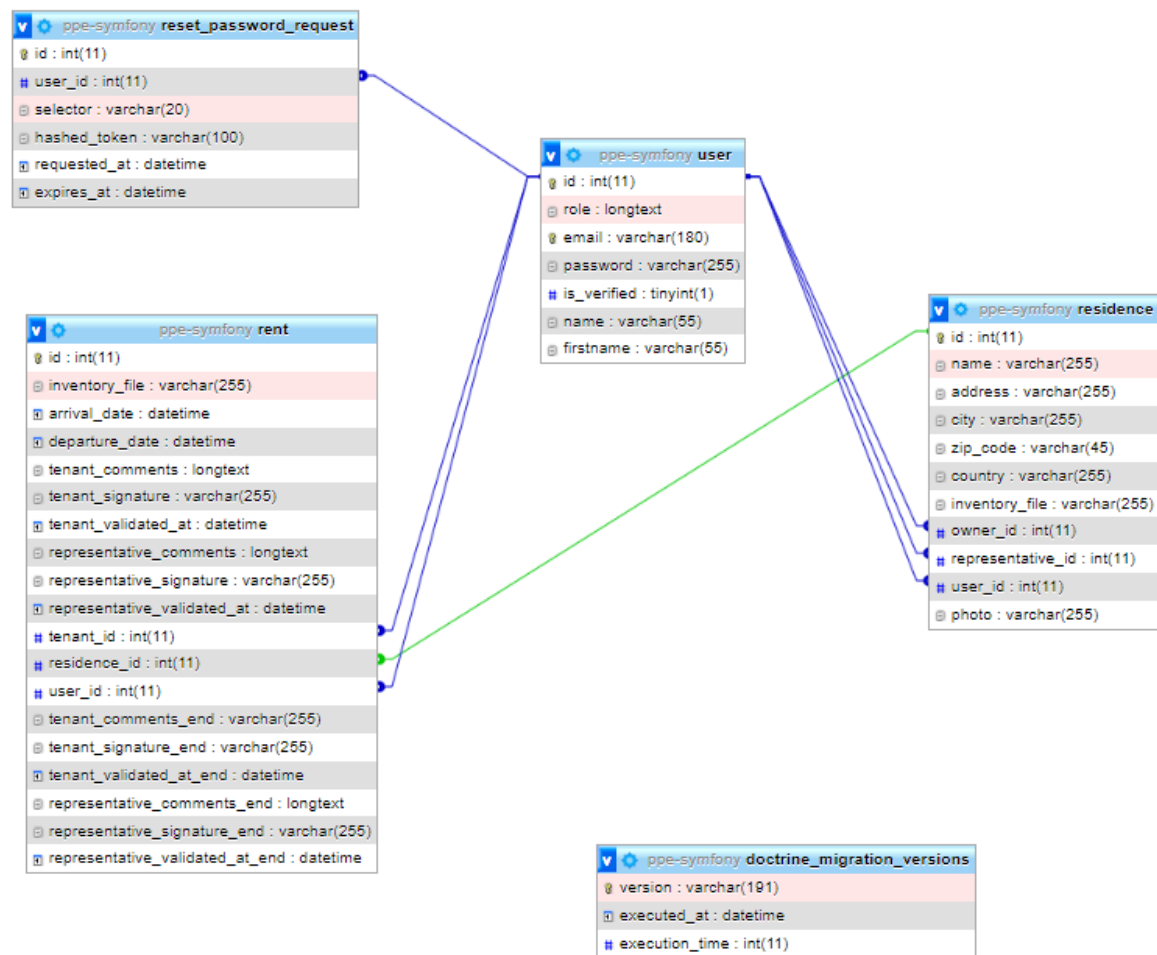 v ppe-symfony reset_password_request
id : int(11)
# user_id : int(11)
selector : varchar(20)
hashed_token : varchar(100)
requested_at : datetime
expires_at : datetime
v ppe-symfony user
id : int(11)
role : longtext
email : varchar(180)
password : varchar(255)
# is_verified : tinyint(1)
name : varchar(55)
firstname : varchar(55)
v ppe-symfony residence
id : int(11)
name : varchar(255)
address : varchar(255)
city : varchar(255)
zip_code : varchar(45)
country : varchar(255)
inventory_file : varchar(255)
# owner_id : int(11)
# representative_id : int(11)
# user_id : int(11)
photo : varchar(255)
v ppe-symfony rent
id : int(11)
inventory_file : varchar(255)
arrival_date : datetime
departure_date : datetime
tenant_comments : longtext
tenant_signature : varchar(255)
tenant_validated_at : datetime
representative_comments : longtext
representative_signature : varchar(255)
representative_validated_at : datetime
# tenant_id : int(11)
# residence_id : int(11)
# user_id : int(11)
tenant_comments_end : varchar(255)
tenant_signature_end : varchar(255)
tenant_validated_at_end : datetime
representative_comments_end : longtext
representative_signature_end : varchar(255)
representative_validated_at_end : datetime
v ppe-symfony doctrine_migration_versions
version : varchar(191)
executed_at : datetime
# execution_time : int(11)